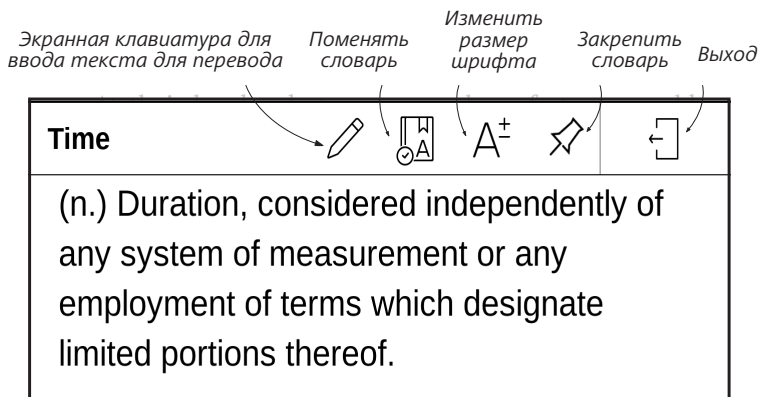 Экранная клавиатура для
ввода текста для перевода
Поменять
словарь
Изменить
размер
шрифта
Закрепить
словарь
Выход
Time
A
A±
(n.) Duration, considered independently of
any system of measurement or any
employment of terms which designate
limited portions thereof.